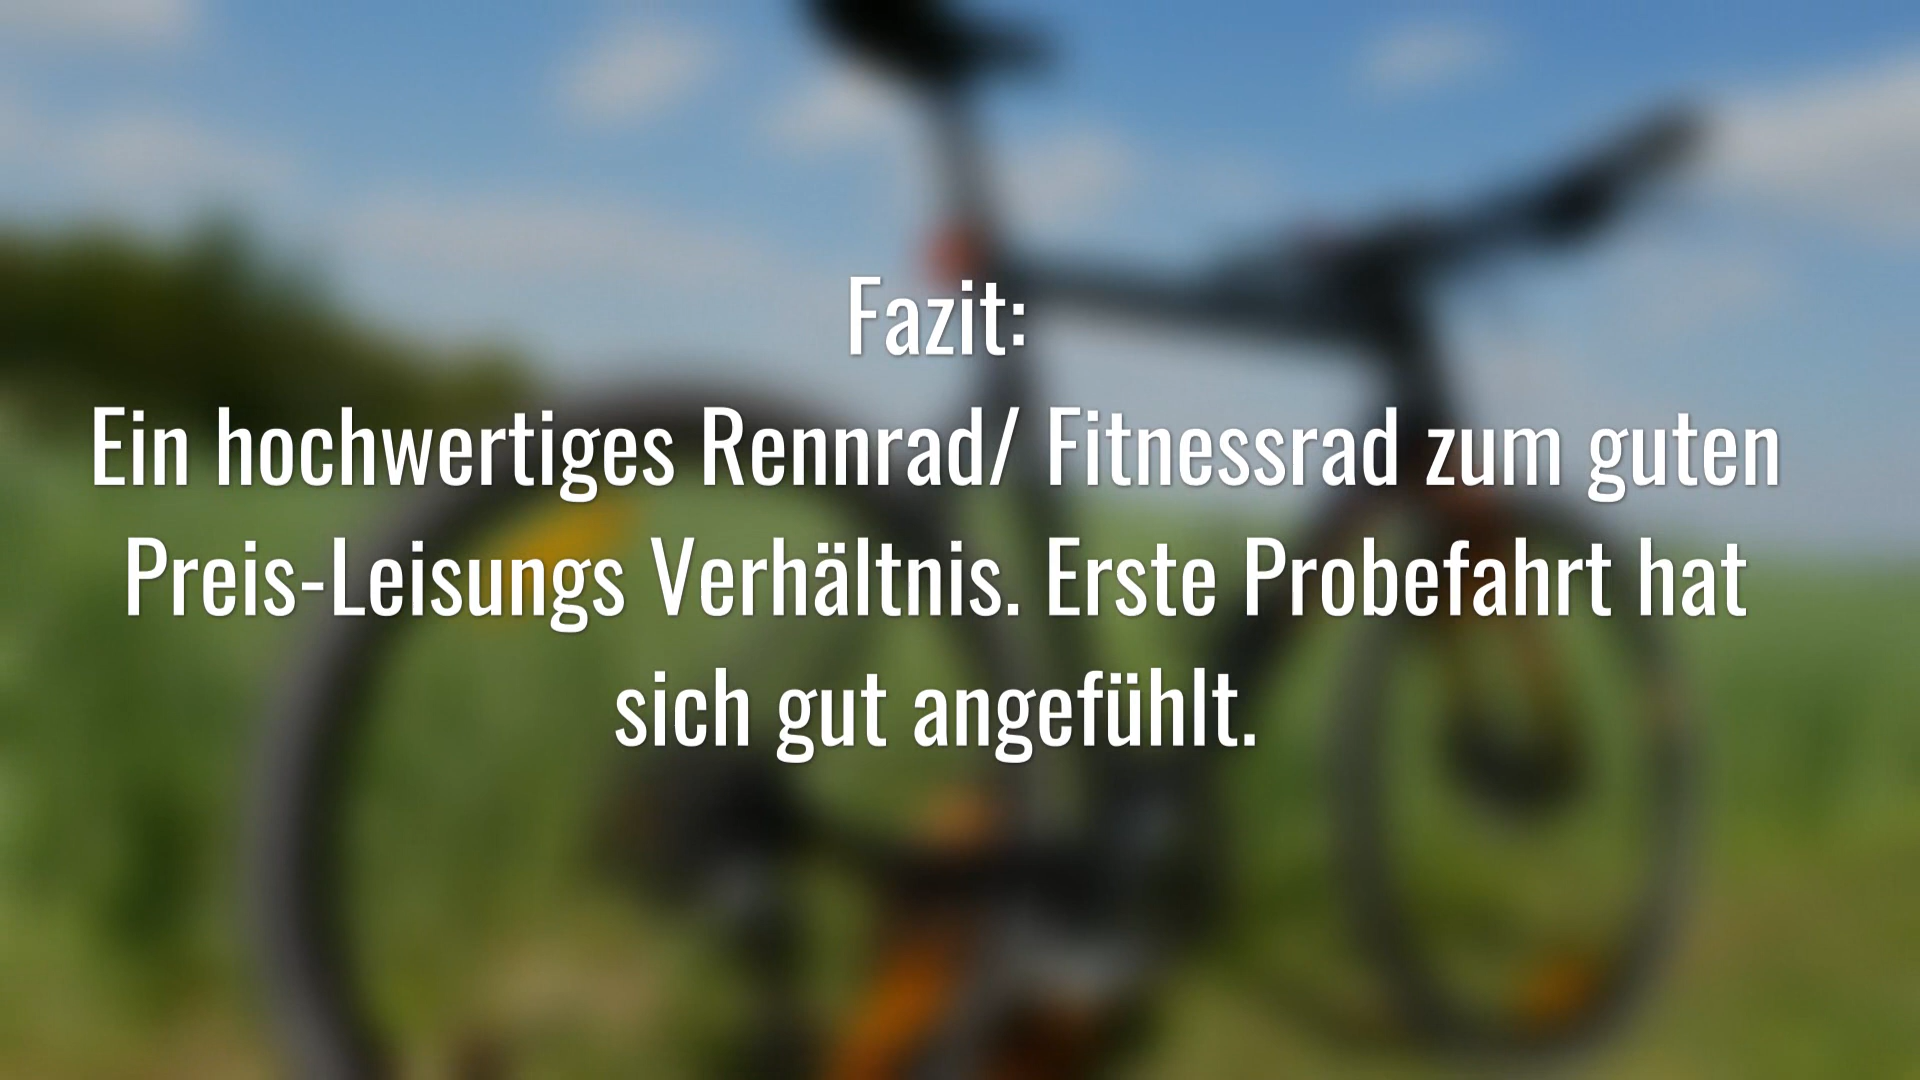 Fazit:
Ein hochwertiges Rennrad/ Fitnessrad zum guten
Preis-Leisungs Verhältnis. Erste Probefahrt hat
sich gut angefühlt.